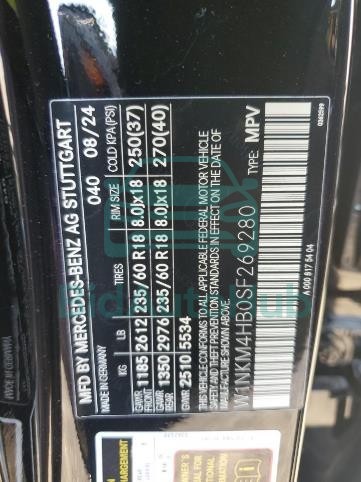 MFD BY MERCEDES-BENZ AG STUTTGART
MADE IN GERMANY 040 08/24
KG LB TIRES RIM SIZE COLD KPA (PSI)
GAWR FRONT 1185 2612 235/60 R18 8.0Jx18 250(37)
GAWR REAR 1350 2976 235/60 R18 8.0Jx18 270(40)
GVWR 2510 5534
THIS VEHICLE CONFORMS TO ALL APPLICABLE FEDERAL MOTOR VEHICLE
SAFETY AND THEFT PREVENTION STANDARDS IN EFFECT ON THE DATE OF
MANUFACTURE SHOWN ABOVE.
W1NKM4HB0SF269280 TYPE: MPV
A 000 817 54 04
Bid Auto Hub